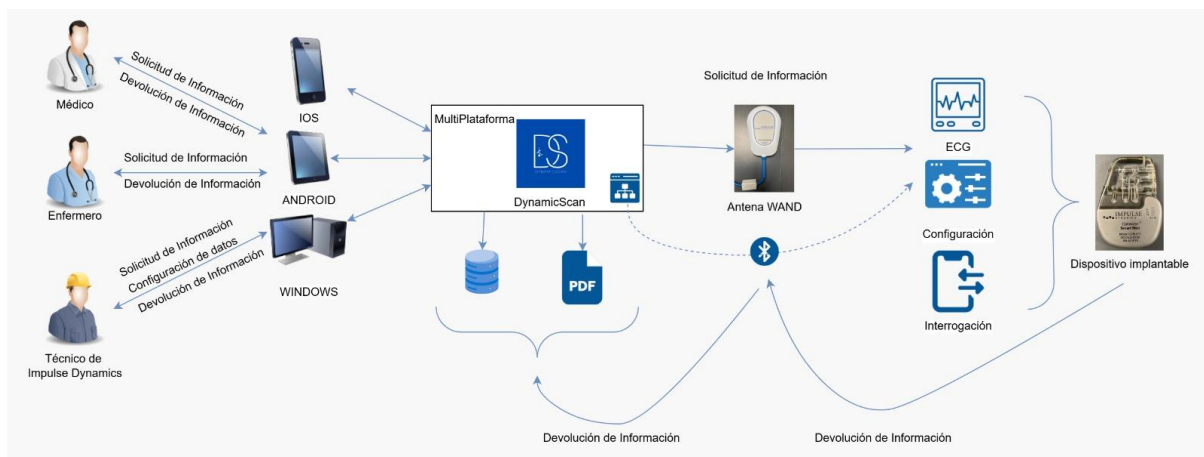 Médico
Solicitud de Información
Devolución de Información
IOS
Enfermero
Solicitud de Información
Devolución de Información
ANDROID
Técnico de
Impulse Dynamics
Solicitud de Información
Configuración de datos
Devolución de Información
WINDOWS
MultiPlataforma
DS
DynamicScan
PDF
Solicitud de Información
Antena WAND
ECG
Configuración
Interrogación
IMPULSE
Dispositivo implantable
Devolución de Información
Devolución de Información